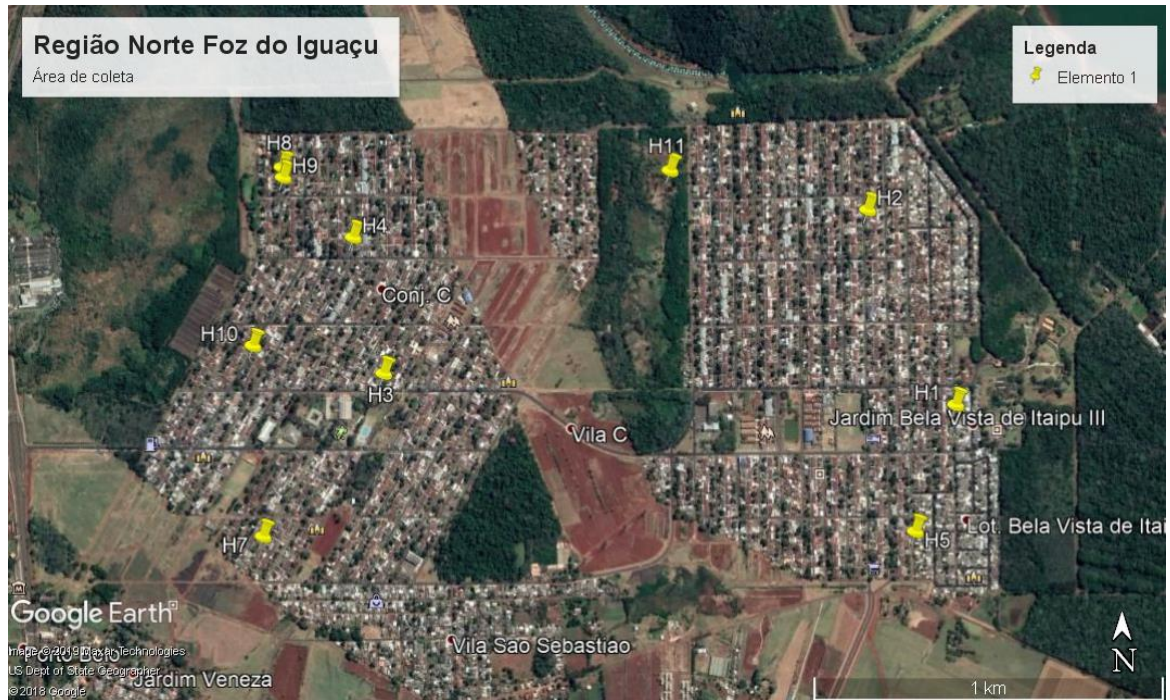 Região Norte Foz do Iguaçu
Área de coleta
Legenda
Elemento 1
H8
H9
H11
H2
H4
Conj. C
H10
H3
H1
Jardim Bela Vista de Itaipu III
Vila C
H7
H5
Lot. Bela Vista de Itai
Google Earth
Vila Sao Sebastiao
Image © 2019 Maxar Technologies
Porto Belo
US Dept of State Geographer
Jardim Veneza
© 2018 Google
1 km
N